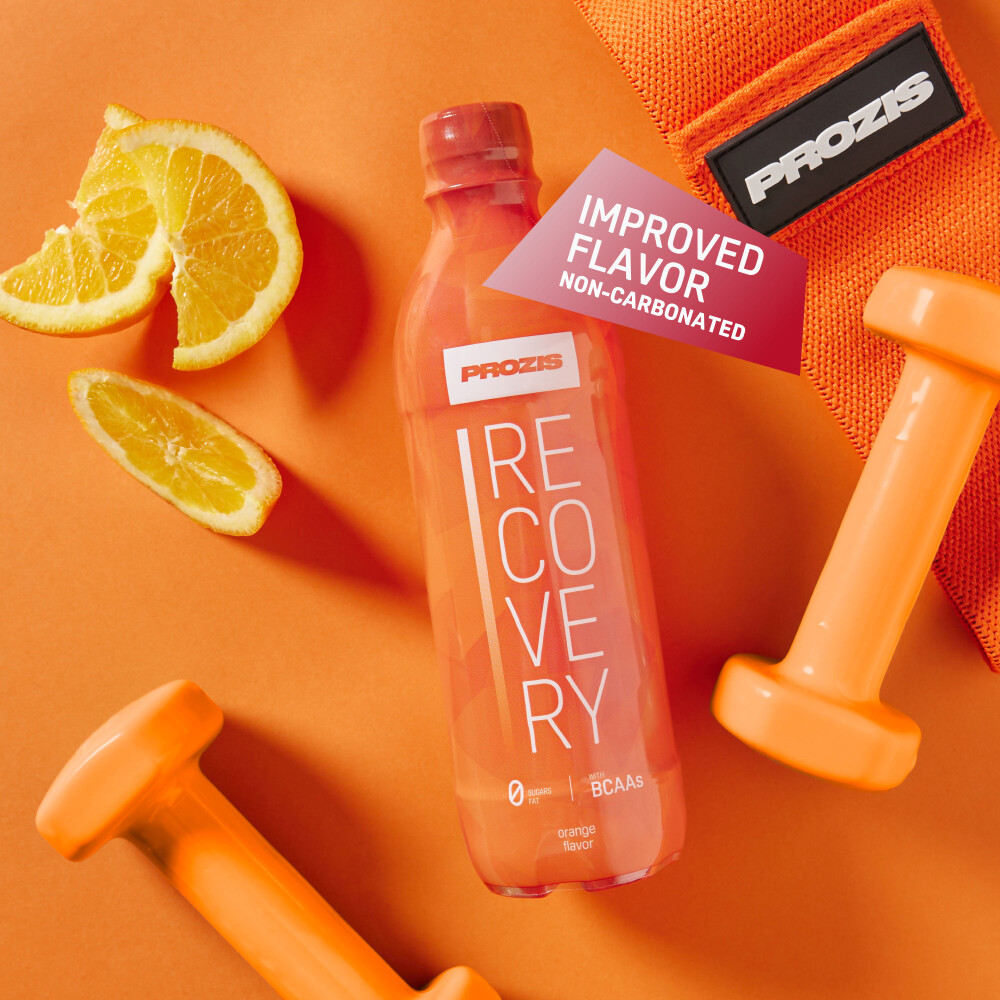 PROZIS
IMPROVED
FLAVOR
NON-CARBONATED
PROZIS
RE
CO
VE
RY
0 SUGARS
FAT
WITH
BCAAs
orange
flavor